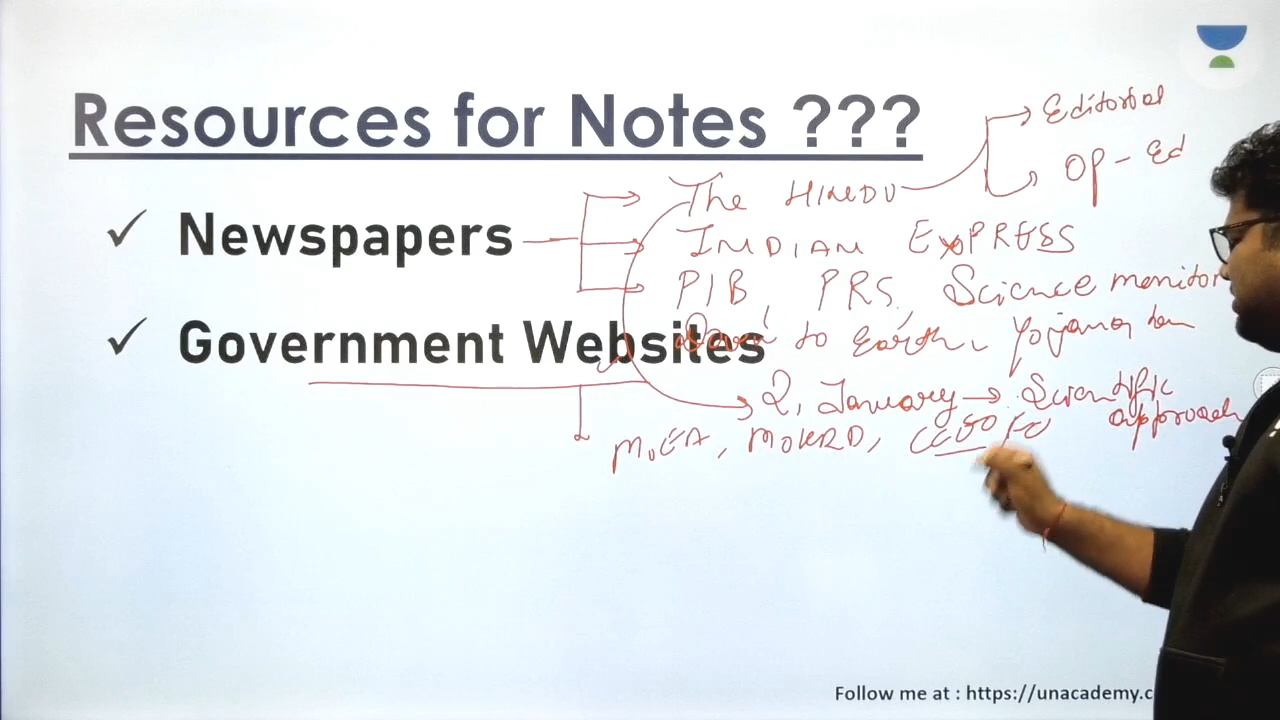 Resources for Notes ???
Editorial
Op - Ed
✓ Newspapers
The HINDU
INDIAN EXPRESS
PIB, PRS, Science monitor
Down to Earth, Yojana,
✓ Government Websites
2, January → Scientific approach
MoEA, MoHRD,
Follow me at : https://unacademy.c